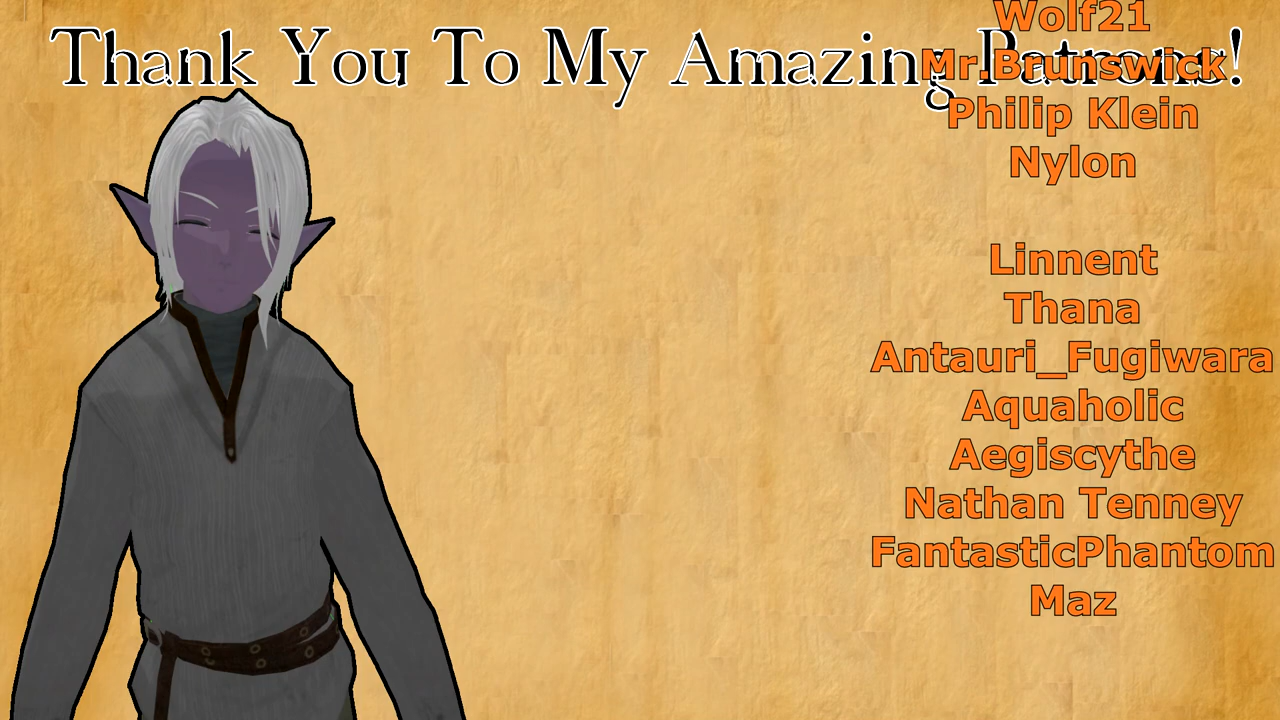 Thank You To My Amazing Patrons!
Wolf21
Mr.Brunswick
Philip Klein
Nylon
Linnent
Thana
Antauri_Fugiwara
Aquaholic
Aegiscythe
Nathan Tenney
FantasticPhantom
Maz